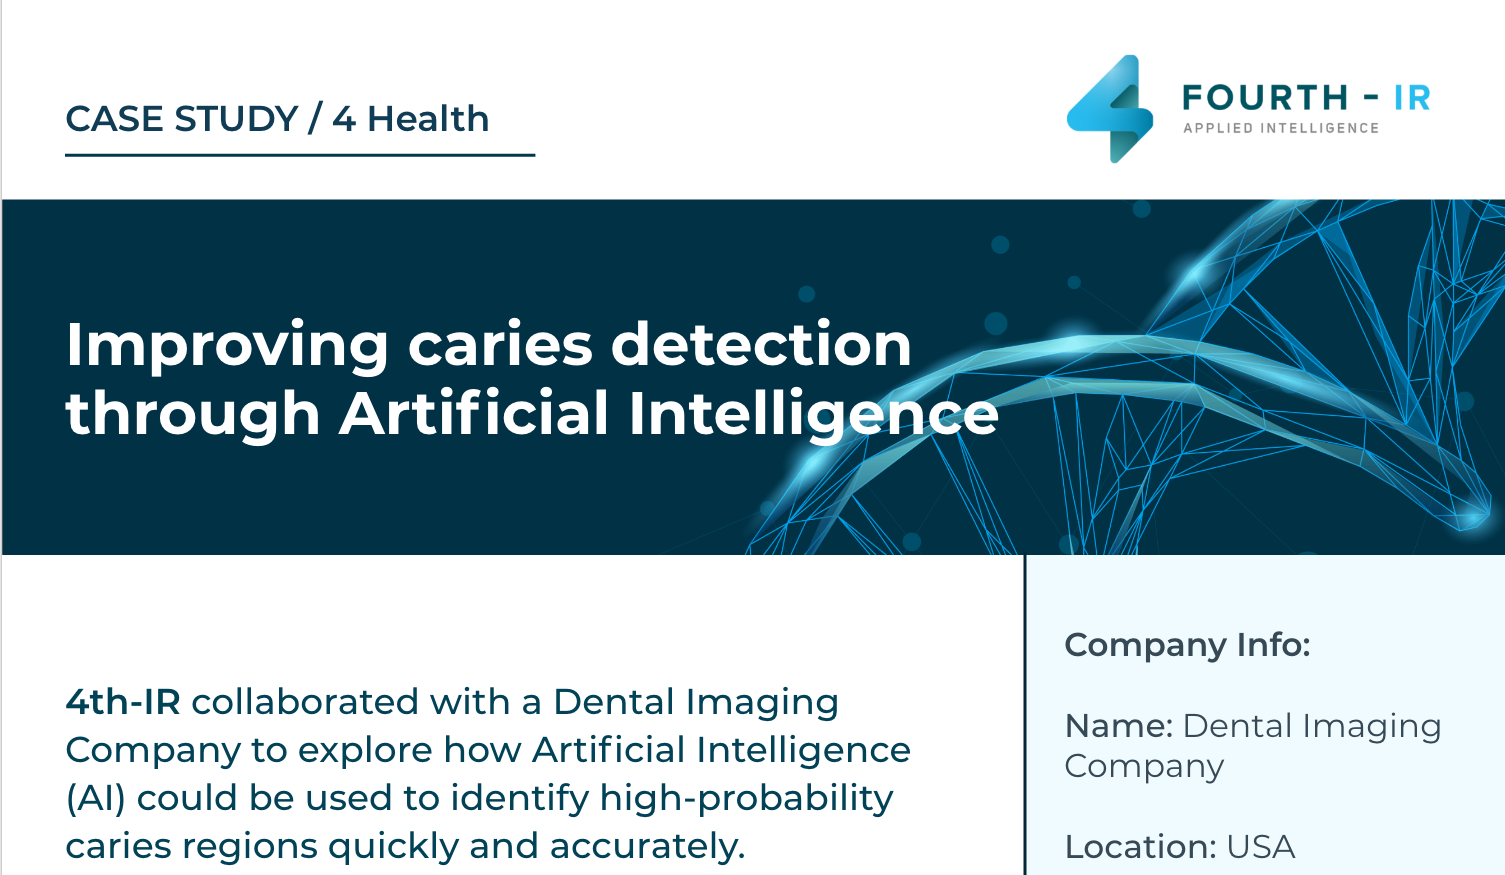 CASE STUDY / 4 Health
FOURTH - IR
APPLIED INTELLIGENCE
Improving caries detection
through Artificial Intelligence
4th-IR collaborated with a Dental Imaging
Company to explore how Artificial Intelligence
(AI) could be used to identify high-probability
caries regions quickly and accurately.
Company Info:
Name: Dental Imaging
Company
Location: USA